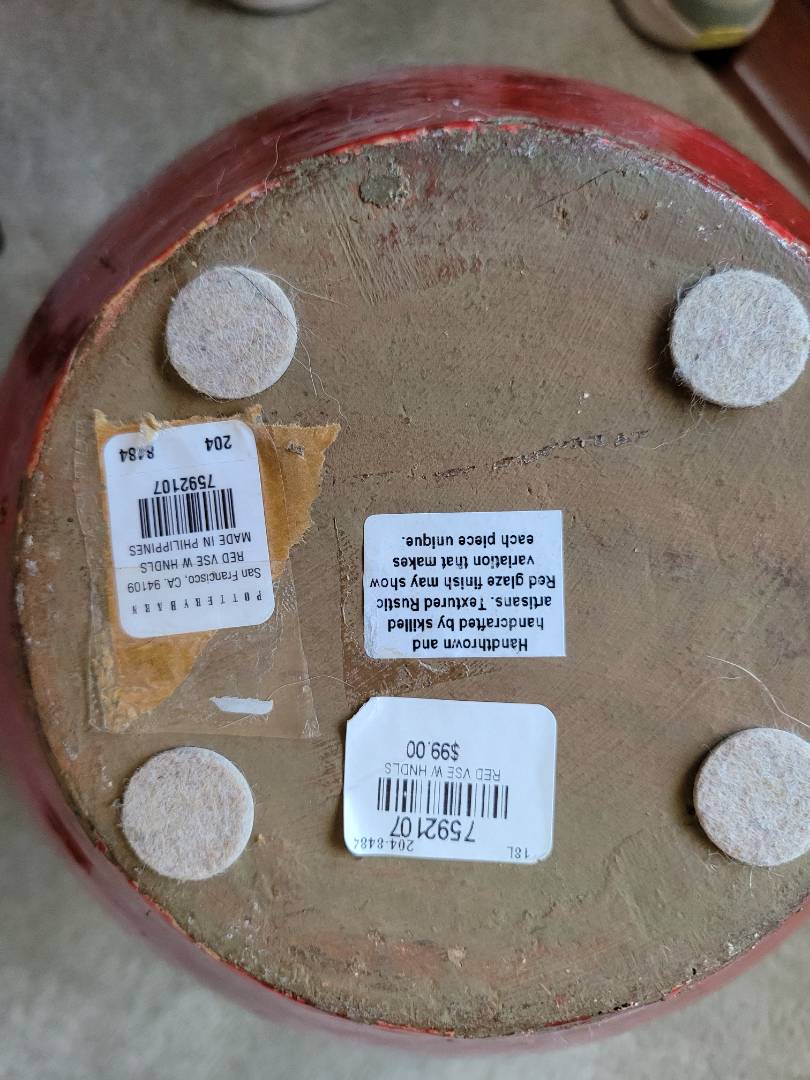 18L 204-8484
7592107
RED VSE W HNDLS
$99.00
Handthrown and
handcrafted by skilled
artisans. Textured Rustic
Red glaze finish may show
variation that makes
each piece unique.
POTTERYBARN
San Francisco, CA. 94109
RED VSE W HNDLS
MADE IN PHILIPPINES
7592107
204 8484